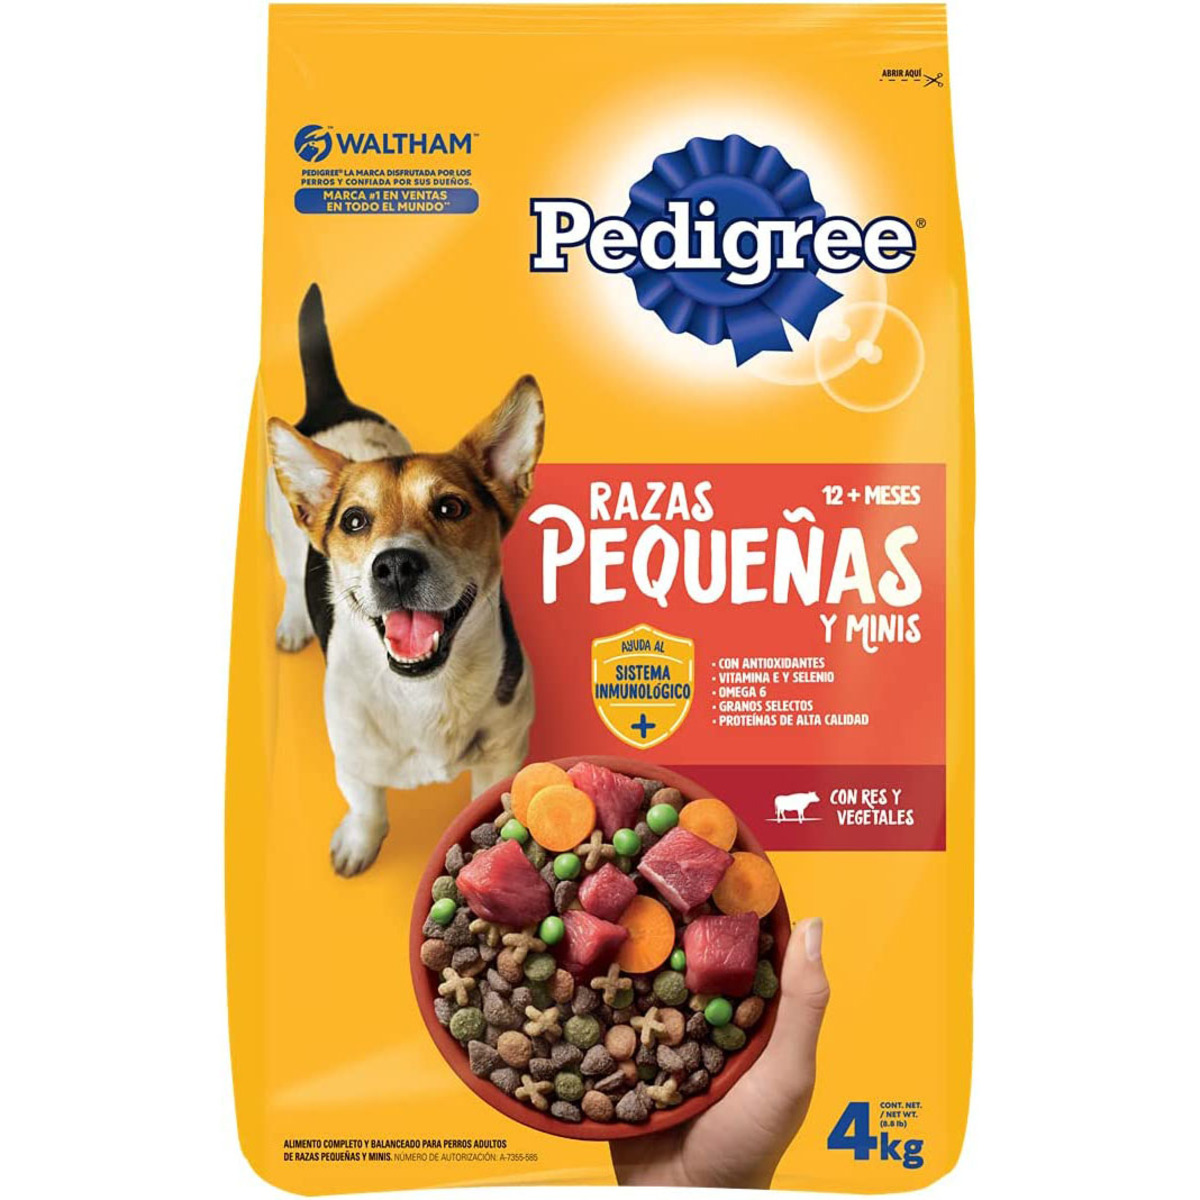 ABRIR AQUÍ
WALTHAM™
PEDIGREE® LA MARCA DISFRUTADA POR LOS
PERROS Y CONFIADA POR SUS DUEÑOS.
MARCA #1 EN VENTAS
EN TODO EL MUNDO**
Pedigree®
RAZAS
12 + MESES
PEQUEÑAS
Y MINIS
AYUDA AL
SISTEMA
INMUNOLÓGICO
+
• CON ANTIOXIDANTES
• VITAMINA E Y SELENIO
• OMEGA 6
• GRANOS SELECTOS
• PROTEÍNAS DE ALTA CALIDAD
CON RES Y
VEGETALES
ALIMENTO COMPLETO Y BALANCEADO PARA PERROS ADULTOS
DE RAZAS PEQUEÑAS Y MINIS. NÚMERO DE AUTORIZACIÓN: A-7355-585
4kg
CONT. NET.
/ NET WT.
(8.8 lb)